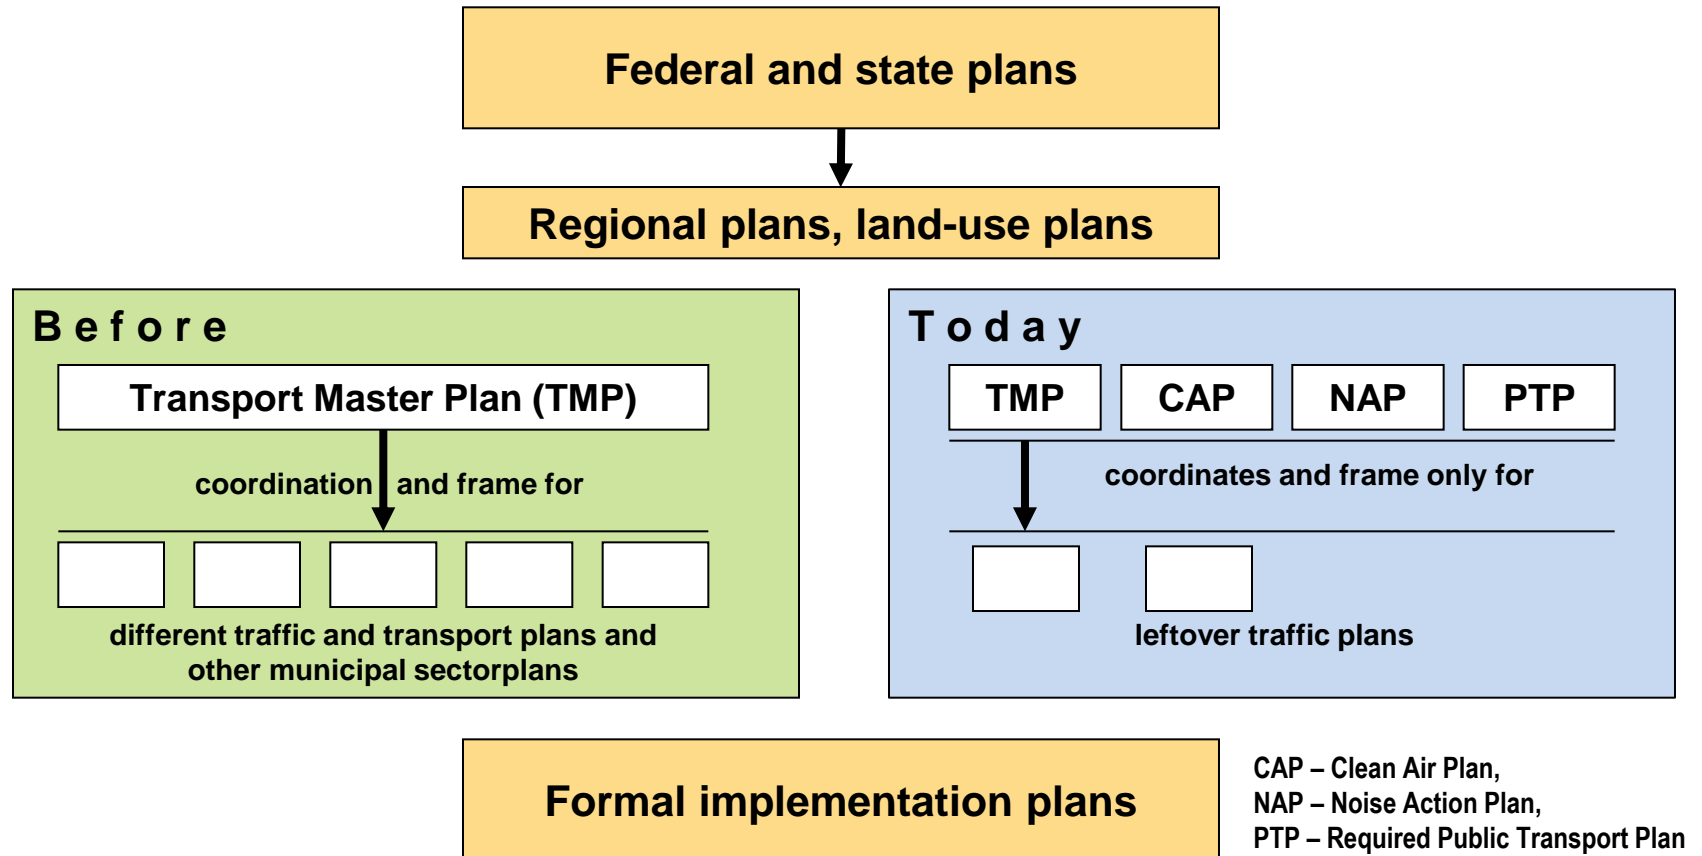 Federal and state plans
Regional plans, land-use plans
Before
Transport Master Plan (TMP)
coordination and frame for
different traffic and transport plans and
other municipal sectorplans
Today
TMP CAP NAP PTP
coordinates and frame only for
leftover traffic plans
Formal implementation plans
CAP – Clean Air Plan,
NAP – Noise Action Plan,
PTP – Required Public Transport Plan